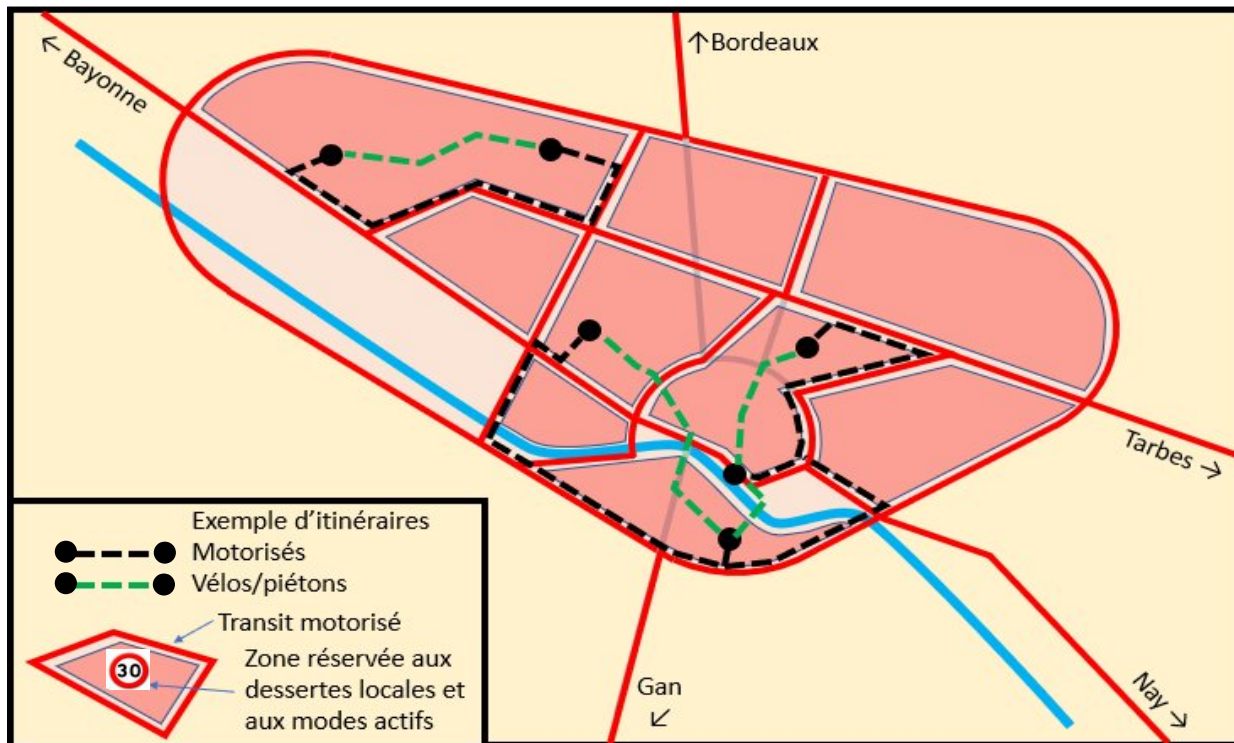 ← Bayonne
↑Bordeaux
Tarbes →
Gan
↙
Nay →
Exemple d’itinéraires
Motorisés
Vélos/piétons
Transit motorisé
30
Zone réservée aux
dessertes locales et
aux modes actifs